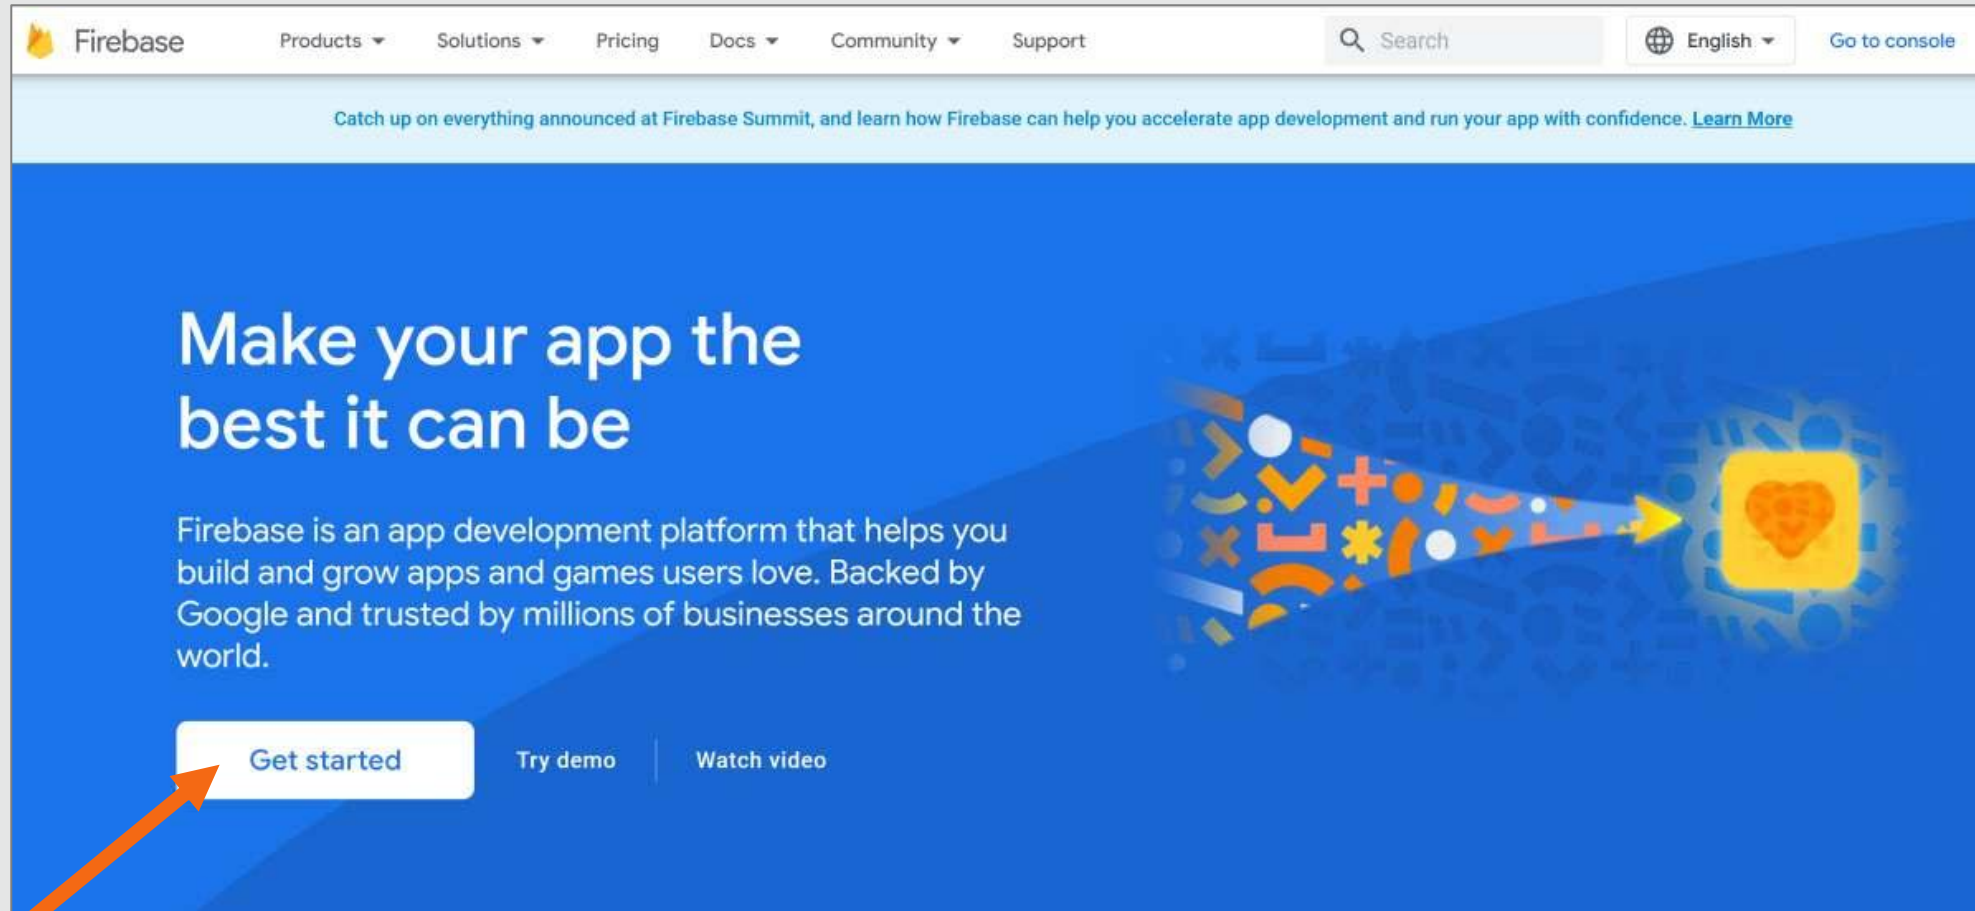 Firebase
Products
Solutions
Pricing
Docs
Community
Support
Search
English
Go to console
Catch up on everything announced at Firebase Summit, and learn how Firebase can help you accelerate app development and run your app with confidence. Learn More
Make your app the
best it can be
Firebase is an app development platform that helps you
build and grow apps and games users love. Backed by
Google and trusted by millions of businesses around the
world.
Get started
Try demo
Watch video